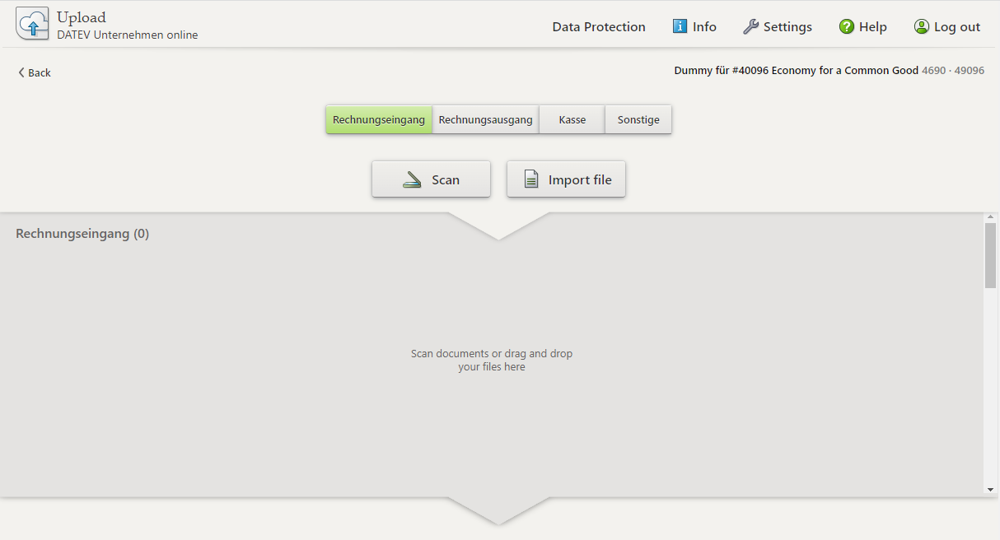 Upload
DATEV Unternehmen online
Data Protection
Info
Settings
Help
Log out
Back
Dummy für #40096 Economy for a Common Good 4690 · 49096
Rechnungseingang
Rechnungsausgang
Kasse
Sonstige
Scan
Import file
Rechnungseingang (0)
Scan documents or drag and drop
your files here